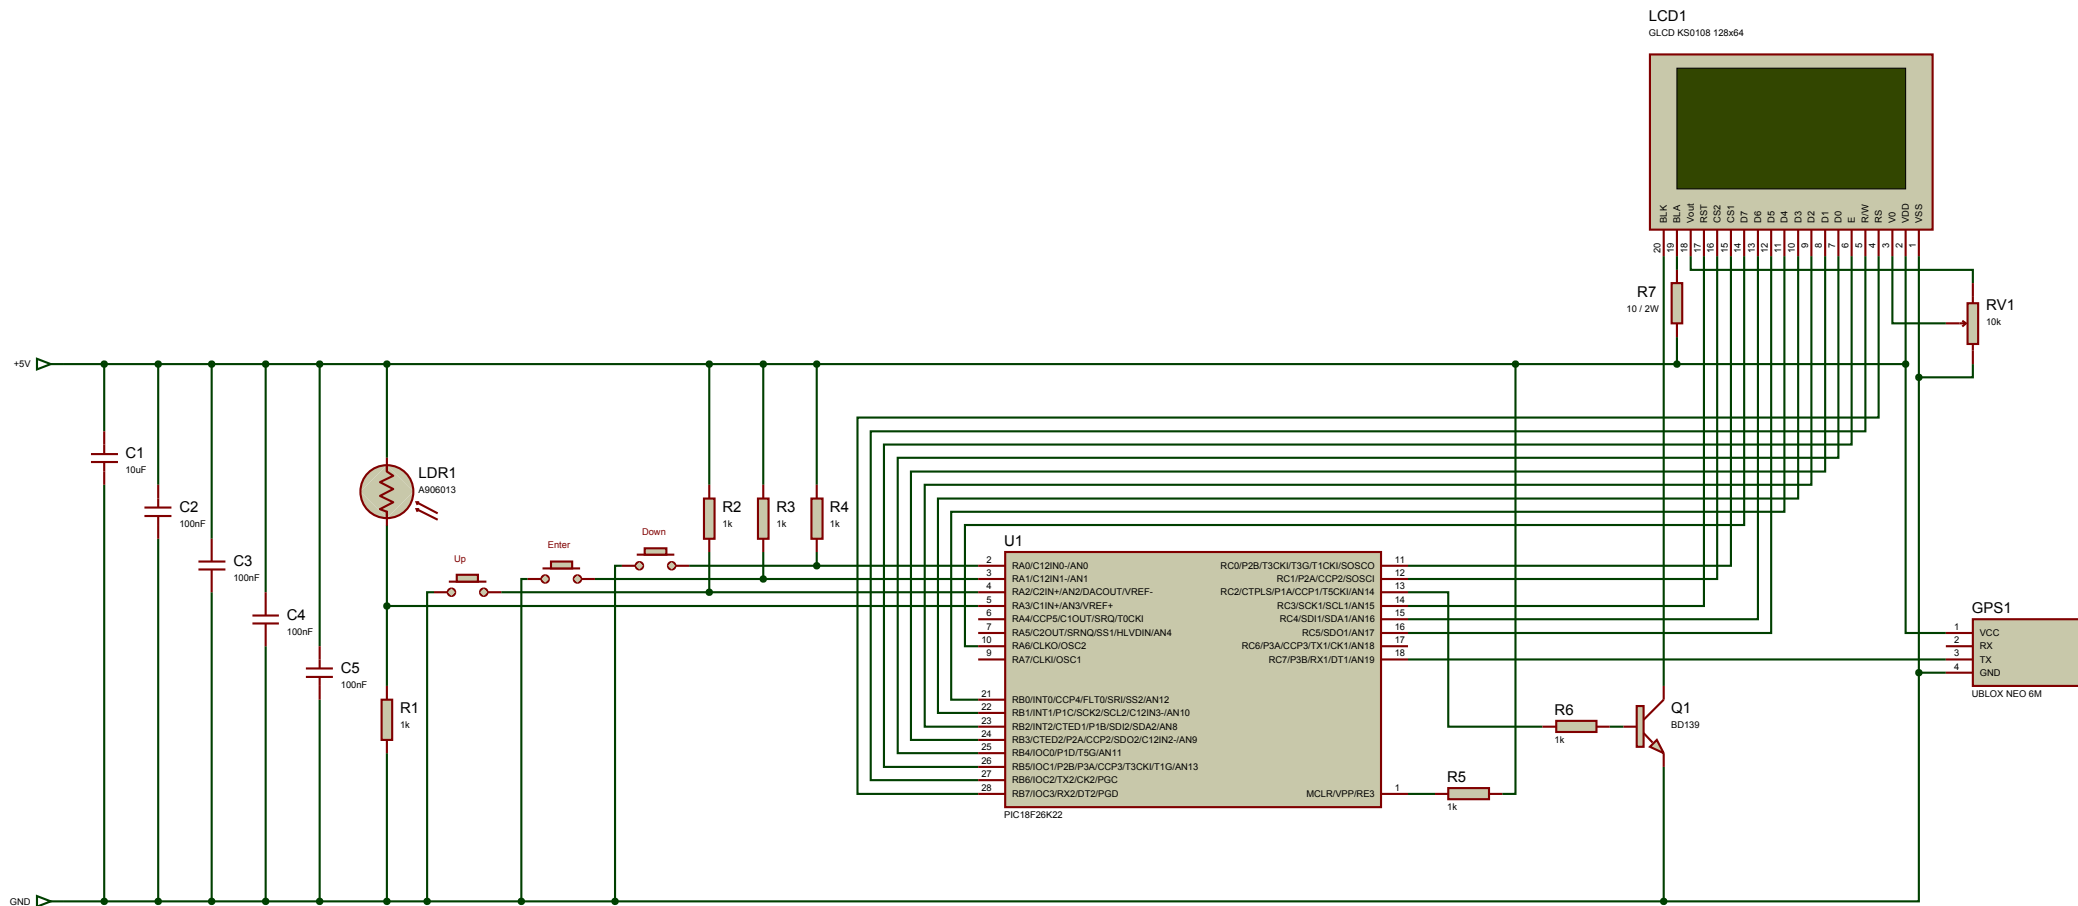 LCD1
GLCD KS0108 128x64
BLK
BLA
Vout
RST
CS2
CS1
D7
D6
D5
D4
D3
D2
D1
D0
E
R/W
RS
V0
VDD
VSS
20
19
18
17
16
15
14
13
12
11
10
9
8
7
6
5
4
3
2
1
R7
10 / 2W
RV1
10k
+5V
C1
10uF
C2
100nF
C3
100nF
C4
100nF
C5
100nF
LDR1
A906013
R1
1k
Up
Enter
Down
R2
1k
R3
1k
R4
1k
U1
2 RA0/C12IN0-/AN0
3 RA1/C12IN1-/AN1
4 RA2/C2IN+/AN2/DACOUT/VREF-
5 RA3/C1IN+/AN3/VREF+
6 RA4/CCP5/C1OUT/SRQ/T0CKI
7 RA5/C2OUT/SRNQ/SS1/HLVDIN/AN4
10 RA6/CLKO/OSC2
9 RA7/CLKI/OSC1
21 RB0/INT0/CCP4/FLT0/SRI/SS2/AN12
22 RB1/INT1/P1C/SCK2/SCL2/C12IN3-/AN10
23 RB2/INT2/CTED1/P1B/SDI2/SDA2/AN8
24 RB3/CTED2/P2A/CCP2/SDO2/C12IN2-/AN9
25 RB4/IOC0/P1D/T5G/AN11
26 RB5/IOC1/P2B/P3A/CCP3/T3CKI/T1G/AN13
27 RB6/IOC2/TX2/CK2/PGC
28 RB7/IOC3/RX2/DT2/PGD
RC0/P2B/T3CKI/T3G/T1CKI/SOSCO 11
RC1/P2A/CCP2/SOSCI 12
RC2/CTPLS/P1A/CCP1/T5CKI/AN14 13
RC3/SCK1/SCL1/AN15 14
RC4/SDI1/SDA1/AN16 15
RC5/SDO1/AN17 16
RC6/P3A/CCP3/TX1/CK1/AN18 17
RC7/P3B/RX1/DT1/AN19 18
MCLR/VPP/RE3 1
PIC18F26K22
R5
1k
R6
1k
Q1
BD139
GPS1
1 VCC
2 RX
3 TX
4 GND
UBLOX NEO 6M
GND